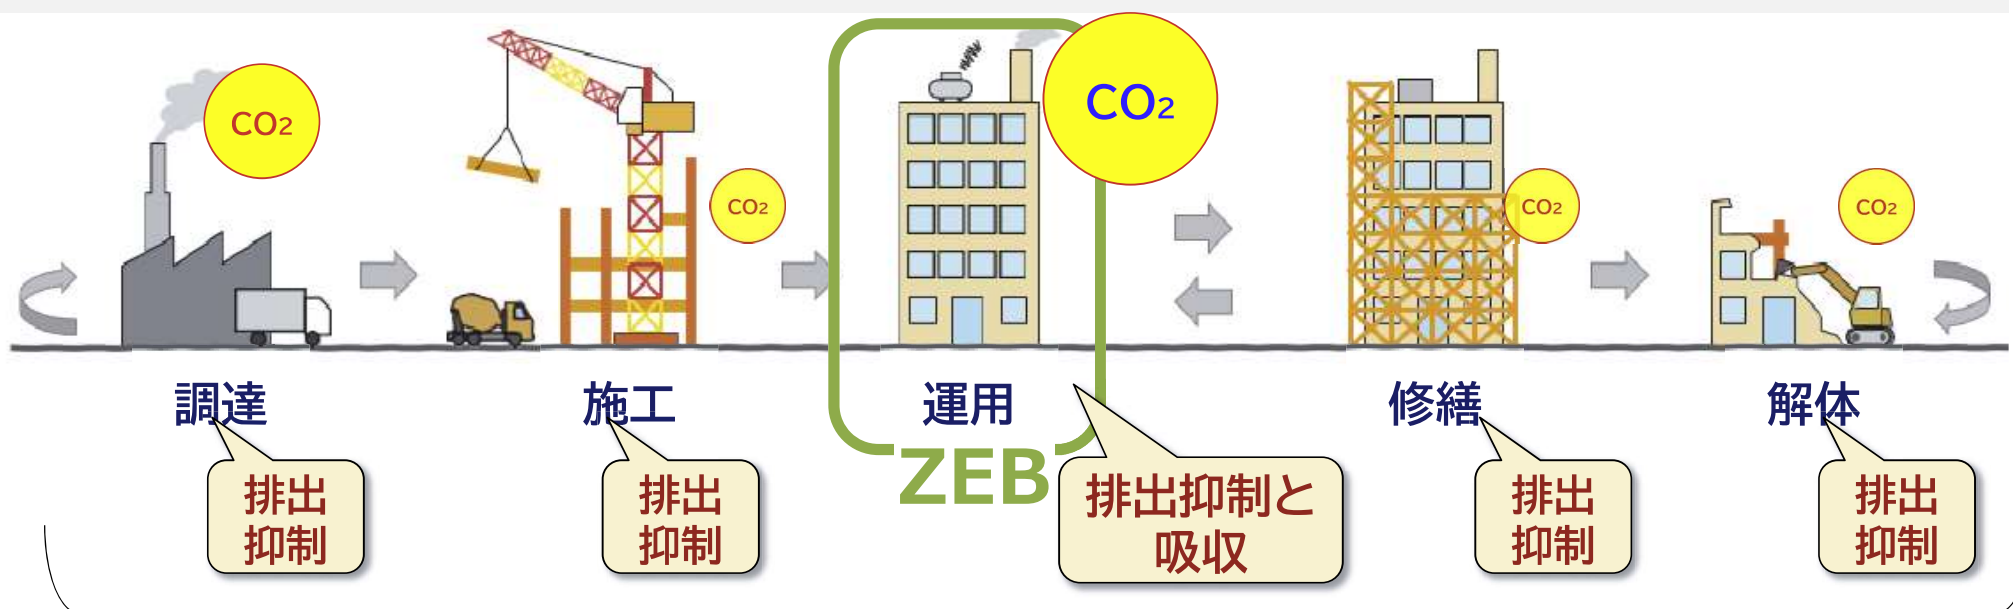 CO₂
CO₂
CO₂
CO₂
CO₂
調達
施工
運用
修繕
解体
ZEB
排出
抑制
排出
抑制
排出抑制と
吸収
排出
抑制
排出
抑制